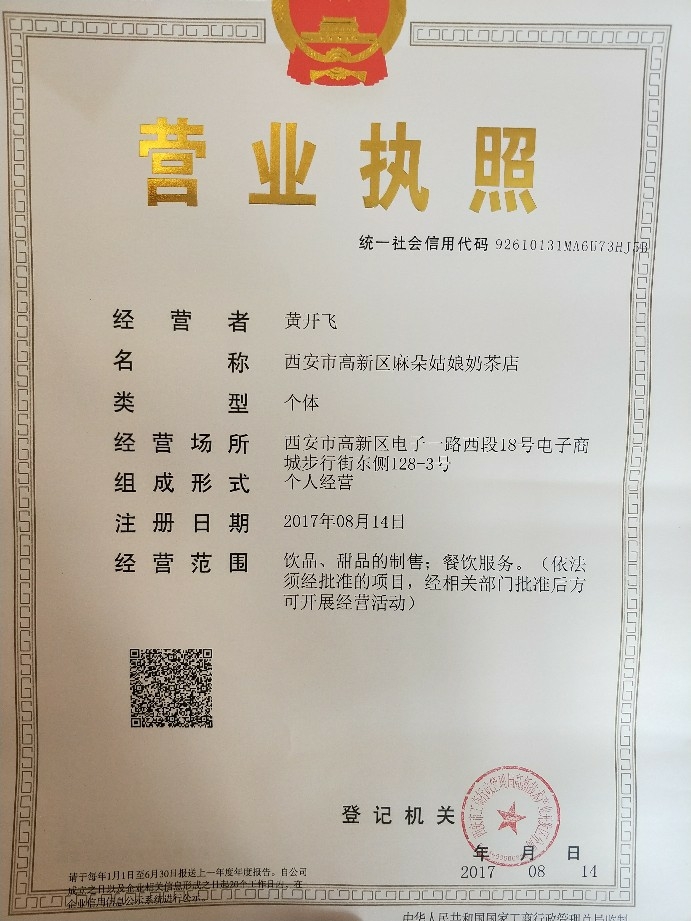 营业执照
统一社会信用代码 92610131MA6U73HJ5B
经营者 黄开飞
名称 西安市高新区麻朵姑娘奶茶店
类型 个体
经营场所 西安市高新区电子一路西段18号电子商
城步行街东侧128-3号
组成形式 个人经营
注册日期 2017年08月14日
经营范围 饮品、甜品的制售；餐饮服务。（依法
须经批准的项目，经相关部门批准后方
可开展经营活动）
登记机关
年 月 日
2017 08 14
请于每年1月1日至6月30日报送上一年度年度报告。自公司
成立之日以及企业相关信息形成之日起20个工作日内，在
企业信用信息公示系统进行公示。
中华人民共和国国家工商行政管理总局监制